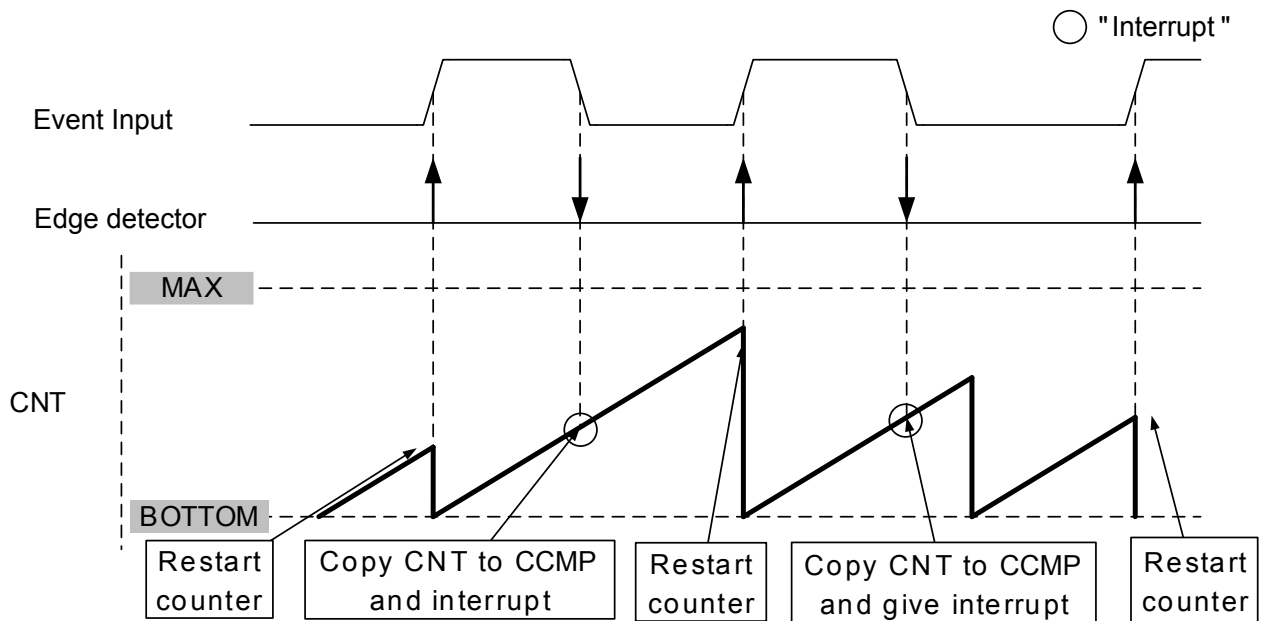 "Interrupt"
Event Input
Edge detector
MAX
CNT
BOTTOM
Restart
counter
Copy CNT to CCMP
and interrupt
Restart
counter
Copy CNT to CCMP
and give interrupt
Restart
counter